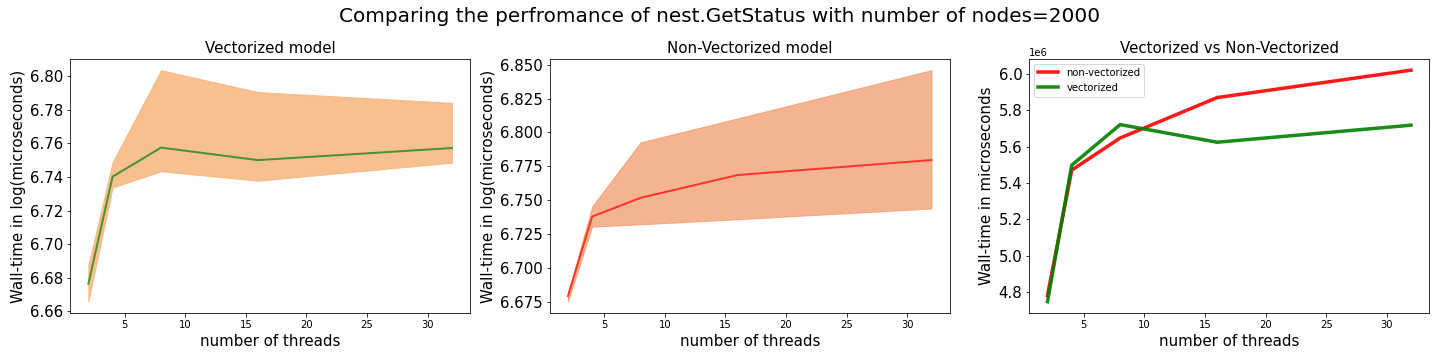 Comparing the perfromance of nest.GetStatus with number of nodes=2000
Vectorized model
Wall-time in log(microseconds)
6.80
6.78
6.76
6.74
6.72
6.70
6.68
6.66
5 10 15 20 25 30
number of threads
Non-Vectorized model
Wall-time in log(microseconds)
6.850
6.825
6.800
6.775
6.750
6.725
6.700
6.675
5 10 15 20 25 30
number of threads
Vectorized vs Non-Vectorized
1e6
non-vectorized
vectorized
Wall-time in microseconds
6.0
5.8
5.6
5.4
5.2
5.0
4.8
5 10 15 20 25 30
number of threads